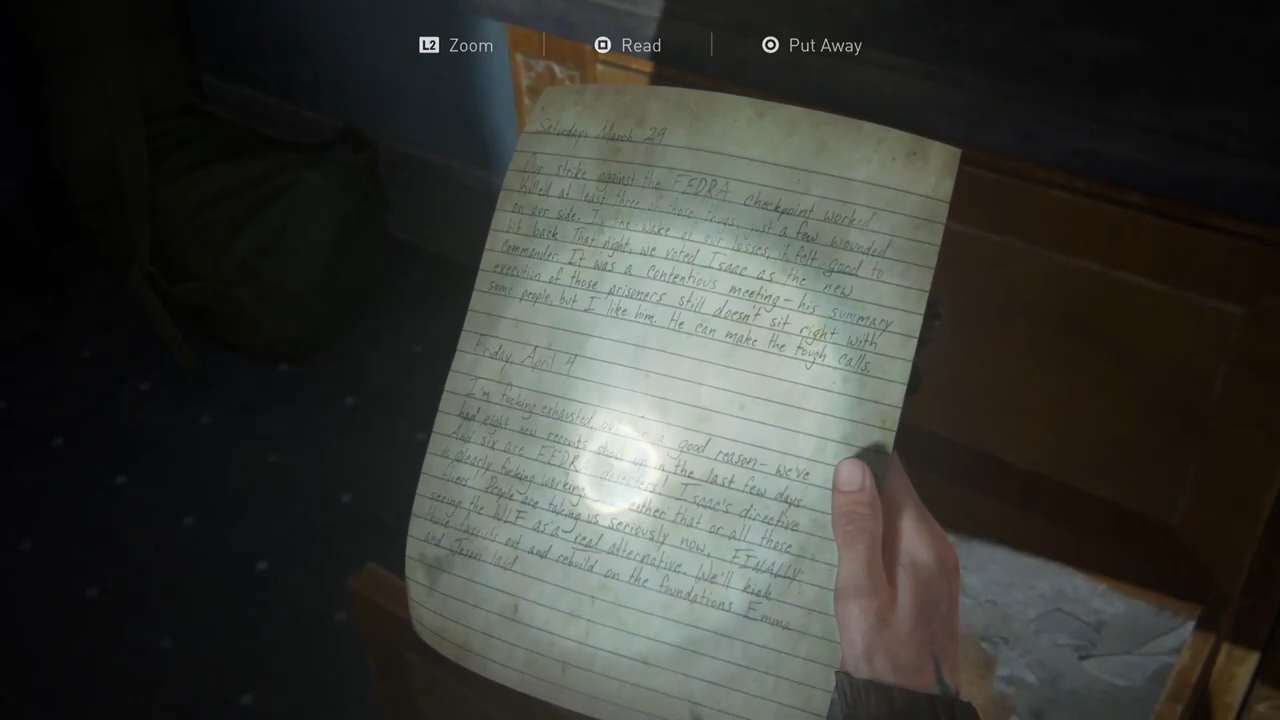 L2 Zoom
Read
Put Away
Saturday, March 29
Our strike against the FEDRA checkpoint worked.
Killed at least three of those thugs, just a few wounded
on our side. In the wake of our losses, it felt good to
hit back. That night, we voted Isaac as the new
commander. It was a contentious meeting - his summary
execution of those prisoners still doesn't sit right with
some people, but I like him. He can make the tough calls.
Friday, April 4
I'm fucking exhausted a good reason - we've
had eight new recruits show up in the last few days.
And six are FEDRA deserters! Isaac's directive
is clearly fucking working. either that or all those
fliers! People are taking us seriously now, FINALLY
seeing the WLF as a real alternative. We'll kick
those fascists out and rebuild on the foundations Emma
and Jason laid